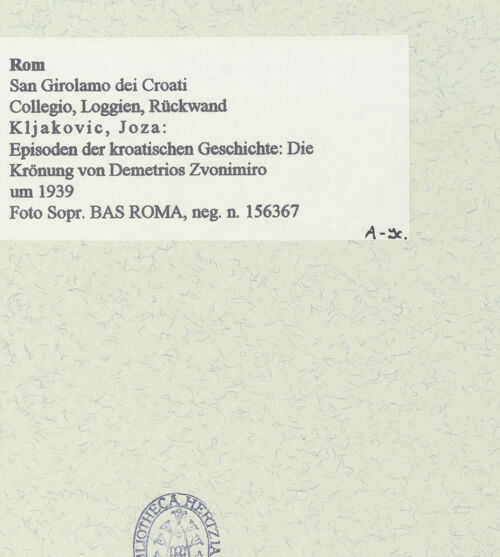 Rom
San Girolamo dei Croati
Collegio, Loggien, Rückwand
Kljakovic, Joza:
Episoden der kroatischen Geschichte: Die
Krönung von Demetrios Zvonimiro
um 1939
Foto Sopr. BAS ROMA, neg. n. 156367
BLIOTHECA HERTZIA